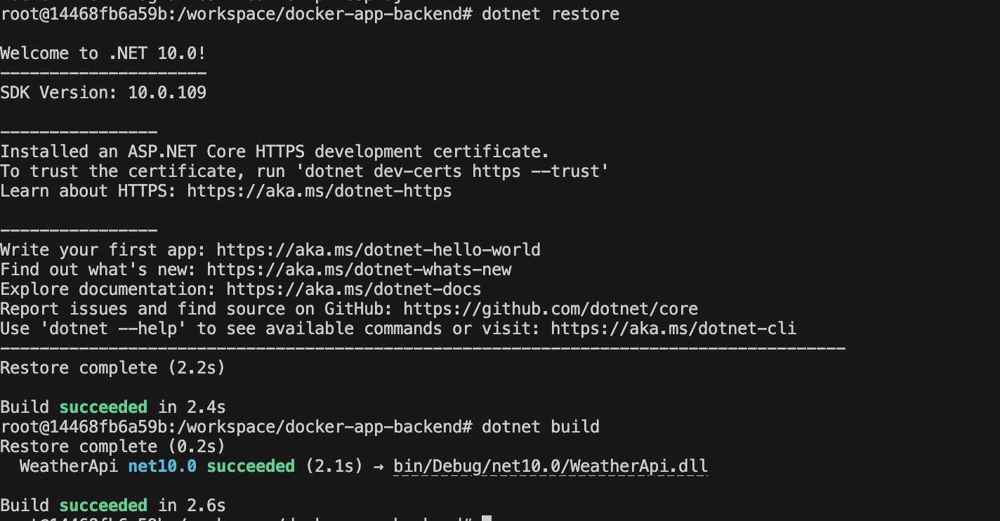 root@14468fb6a59b:/workspace/docker-app-backend# dotnet restore
Welcome to .NET 10.0!
---------------------
SDK Version: 10.0.109
----------------
Installed an ASP.NET Core HTTPS development certificate.
To trust the certificate, run 'dotnet dev-certs https --trust'
Learn about HTTPS: https://aka.ms/dotnet-https
----------------
Write your first app: https://aka.ms/dotnet-hello-world
Find out what's new: https://aka.ms/dotnet-whats-new
Explore documentation: https://aka.ms/dotnet-docs
Report issues and find source on GitHub: https://github.com/dotnet/core
Use 'dotnet --help' to see available commands or visit: https://aka.ms/dotnet-cli
--------------------------------------------------------------------------------------
Restore complete (2.2s)
Build succeeded in 2.4s
root@14468fb6a59b:/workspace/docker-app-backend# dotnet build
Restore complete (0.2s)
WeatherApi net10.0 succeeded (2.1s) → bin/Debug/net10.0/WeatherApi.dll
Build succeeded in 2.6s